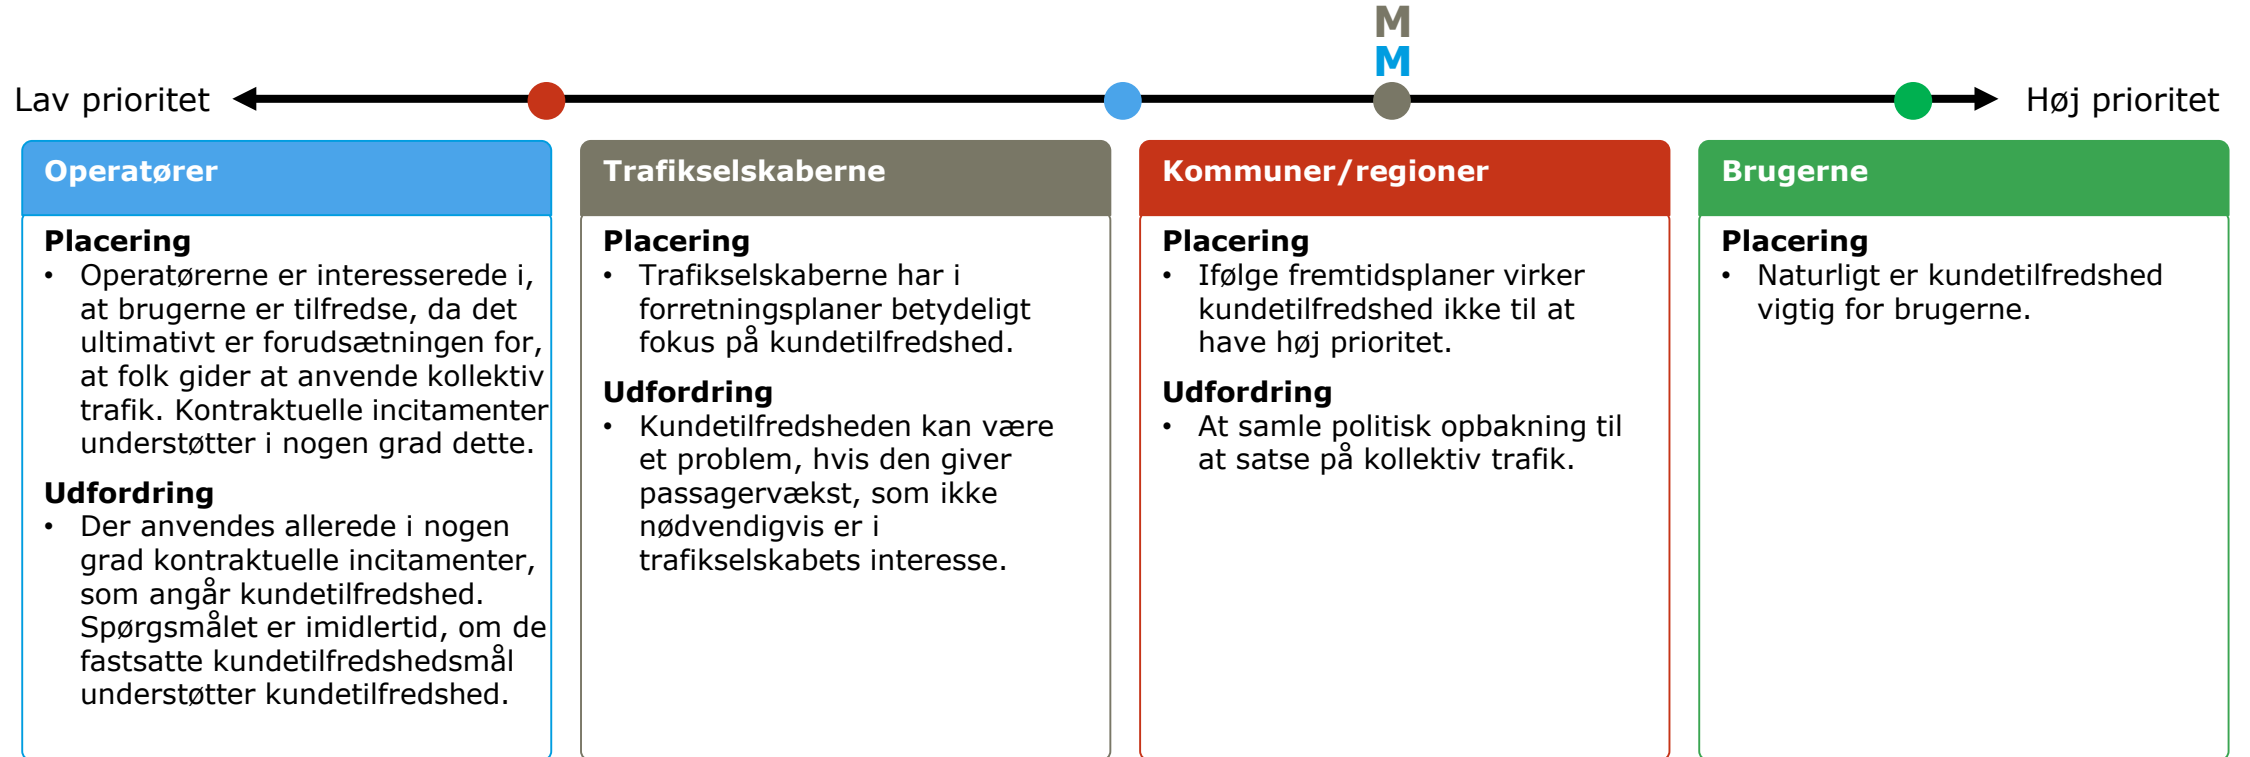 M
M
Lav prioritet
Høj prioritet
Operatører
Placering
• Operatørerne er interesserede i,
at brugerne er tilfredse, da det
ultimativt er forudsætningen for,
at folk gider at anvende kollektiv
trafik. Kontraktuelle incitamenter
understøtter i nogen grad dette.
Udfordring
• Der anvendes allerede i nogen
grad kontraktuelle incitamenter,
som angår kundetilfredshed.
Spørgsmålet er imidlertid, om de
fastsatte kundetilfredshedsmål
understøtter kundetilfredshed.
Trafikselskaberne
Placering
• Trafikselskaberne har i
forretningsplaner betydeligt
fokus på kundetilfredshed.
Udfordring
• Kundetilfredsheden kan være
et problem, hvis den giver
passagervækst, som ikke
nødvendigvis er i
trafikselskabets interesse.
Kommuner/regioner
Placering
• Ifølge fremtidsplaner virker
kundetilfredshed ikke til at
have høj prioritet.
Udfordring
• At samle politisk opbakning til
at satse på kollektiv trafik.
Brugerne
Placering
• Naturligt er kundetilfredshed
vigtig for brugerne.